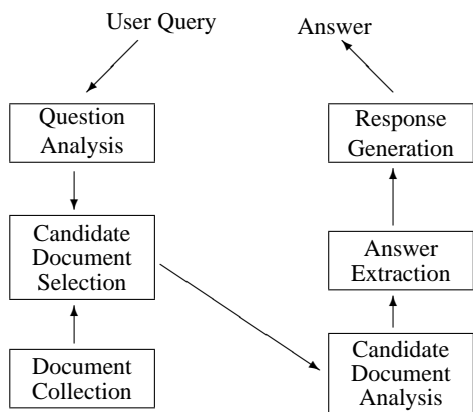 User Query
Answer
Question
Analysis
Response
Generation
Candidate
Document
Selection
Answer
Extraction
Document
Collection
Candidate
Document
Analysis